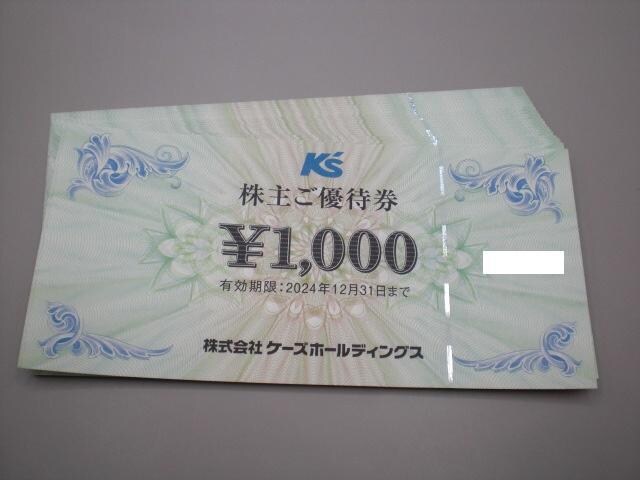 K's
株主ご優待券
¥1,000
有効期限：2024年12月31日まで
株式会社 ケーズホールディングス